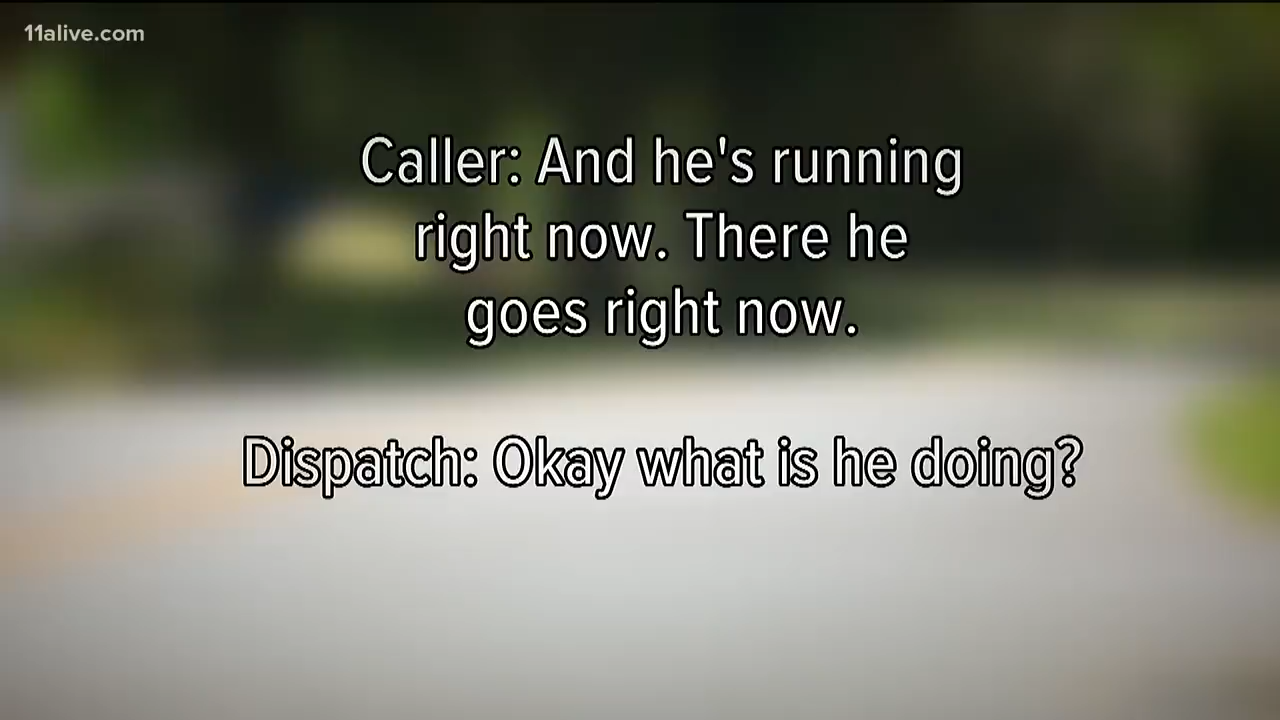 11alive.com
Caller: And he's running
right now. There he
goes right now.
Dispatch: Okay what is he doing?